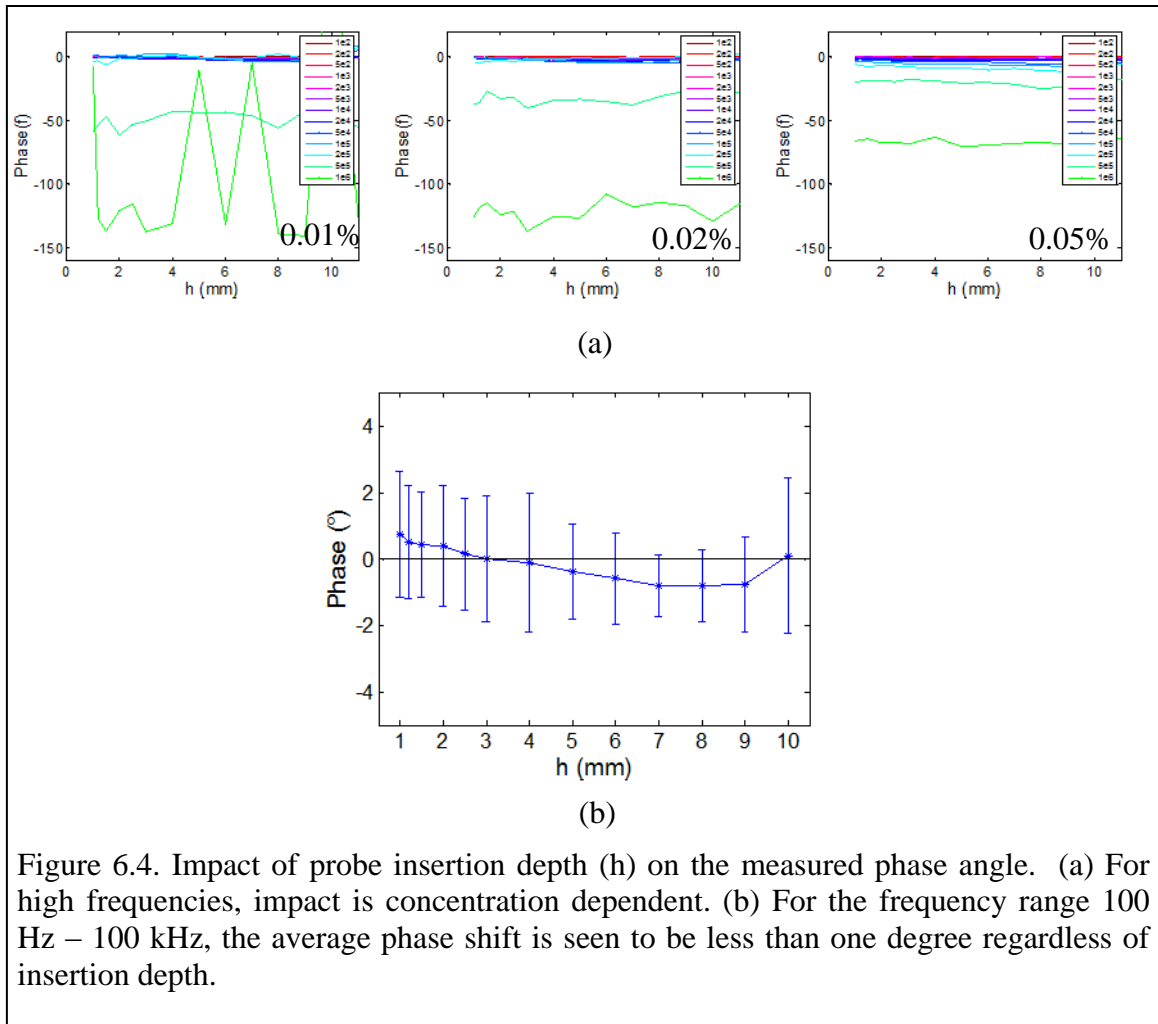 Phase(f)
0
-50
-100
-150
0 2 4 6 8 10
h (mm)
0.01%
1e2
2e2
5e2
1e3
2e3
5e3
1e4
2e4
5e4
1e5
2e5
5e5
1e6
Phase(f)
0
-50
-100
-150
0 2 4 6 8 10
h (mm)
0.02%
1e2
2e2
5e2
1e3
2e3
5e3
1e4
2e4
5e4
1e5
2e5
5e5
1e6
Phase(f)
0
-50
-100
-150
0 2 4 6 8 10
h (mm)
0.05%
1e2
2e2
5e2
1e3
2e3
5e3
1e4
2e4
5e4
1e5
2e5
5e5
1e6
(a)
Phase (°)
4
2
0
-2
-4
1 2 3 4 5 6 7 8 9 10
h (mm)
(b)
Figure 6.4. Impact of probe insertion depth (h) on the measured phase angle. (a) For
high frequencies, impact is concentration dependent. (b) For the frequency range 100
Hz – 100 kHz, the average phase shift is seen to be less than one degree regardless of
insertion depth.